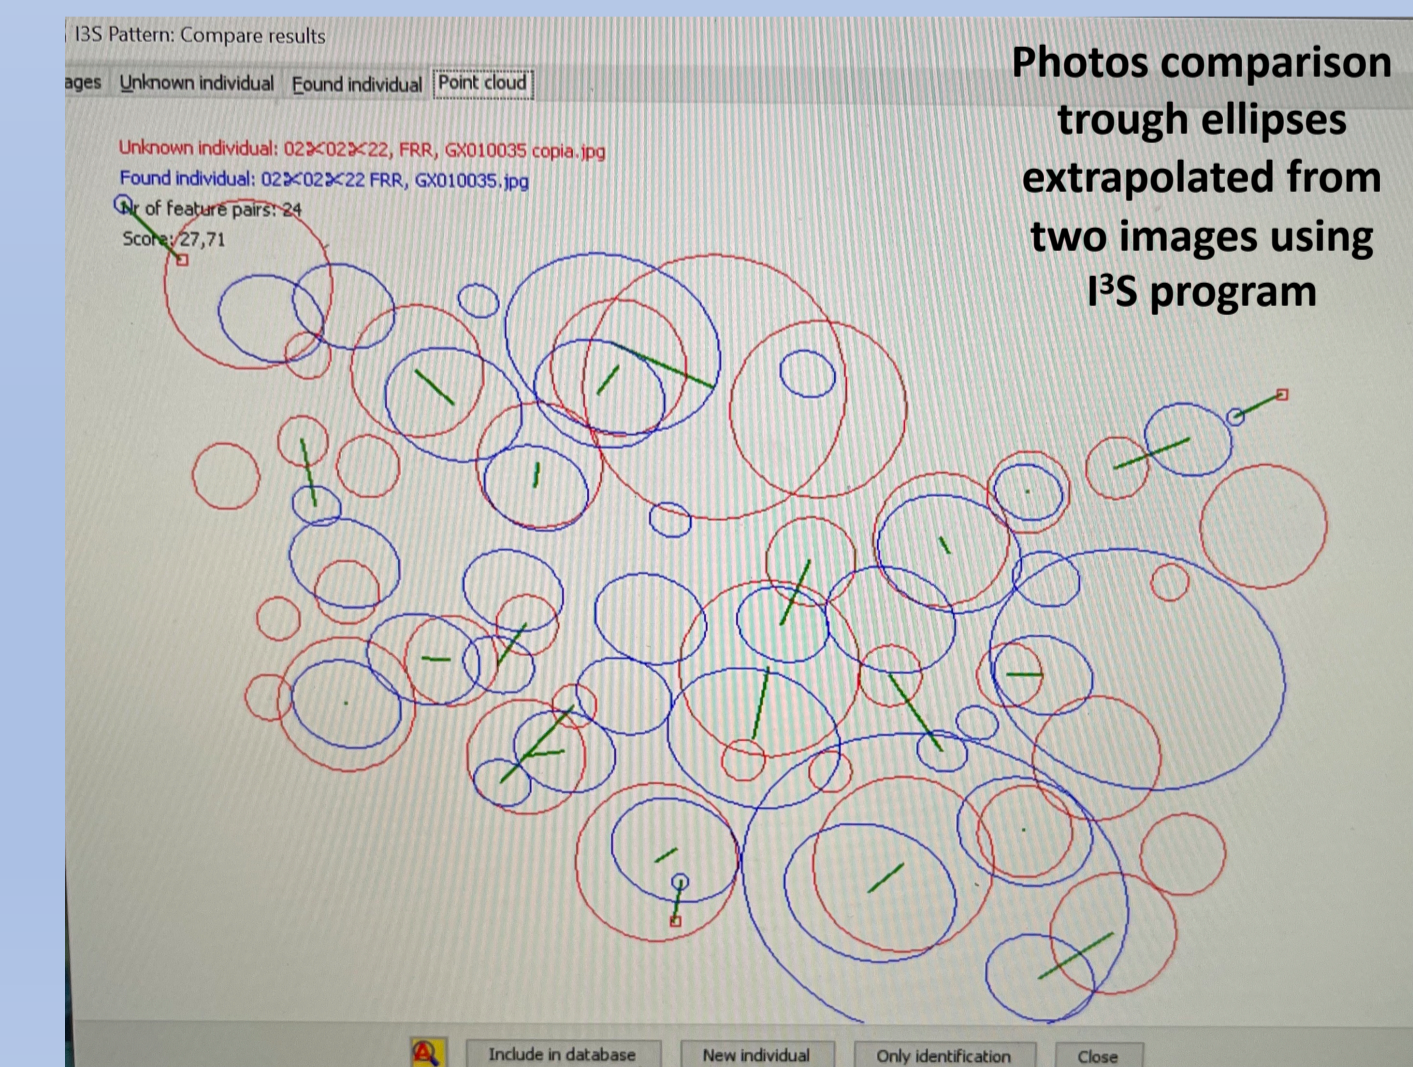 I3S Pattern: Compare results
ages Unknown individual Found individual Point cloud
Photos comparison
trough ellipses
extrapolated from
two images using
I³S program
Unknown individual: 02><02><22, FRR, GX010035 copia.jpg
Found individual: 02><02><22 FRR, GX010035.jpg
Nr of feature pairs: 24
Score: 27,71
Include in database New individual Only identification Close